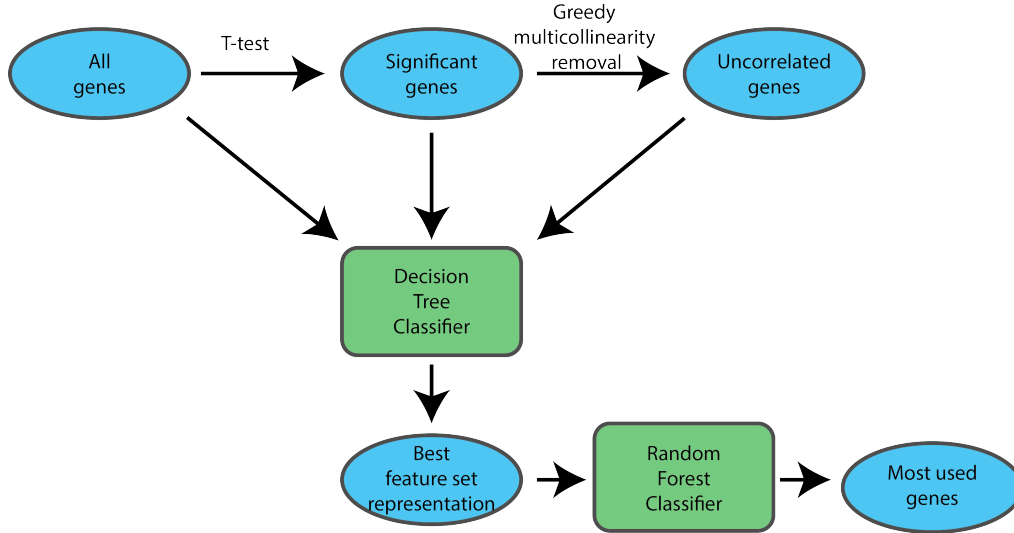 All
genes
T-test
Significant
genes
Greedy
multicollinearity
removal
Uncorrelated
genes
Decision
Tree
Classifier
Best
feature set
representation
Random
Forest
Classifier
Most used
genes